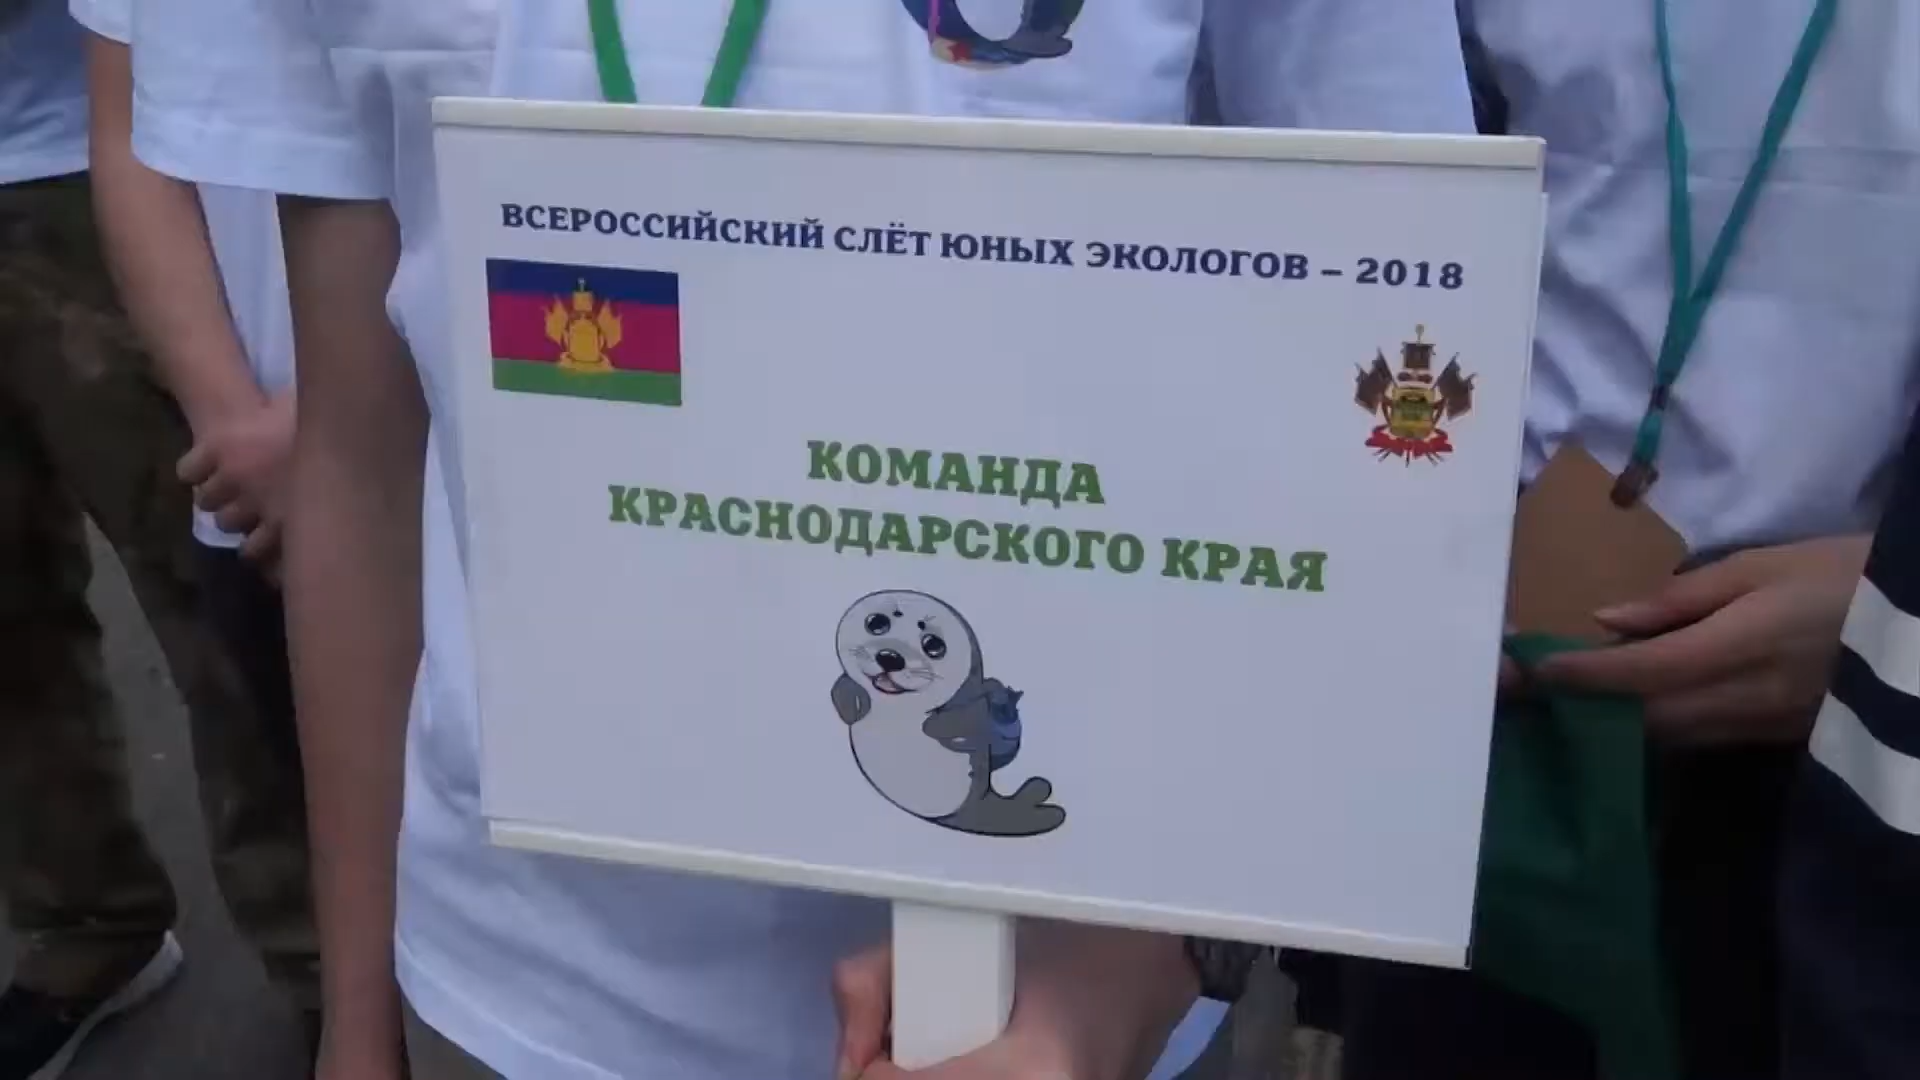 ВСЕРОССИЙСКИЙ СЛЁТ ЮНЫХ ЭКОЛОГОВ – 2018
КОМАНДА
КРАСНОДАРСКОГО КРАЯ